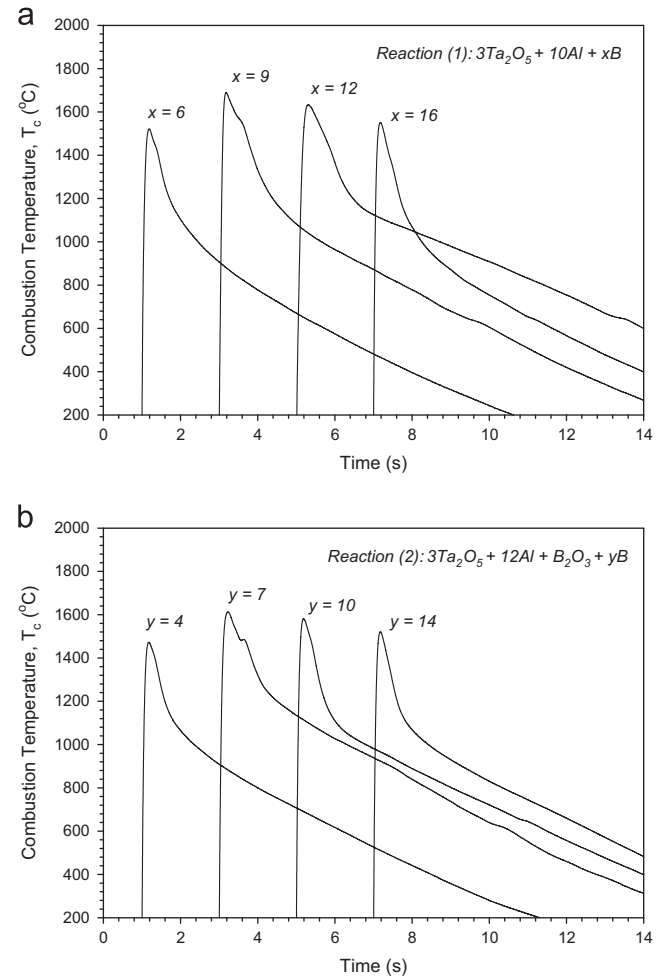 a
2000
1800
1600
1400
1200
1000
800
600
400
200
Combustion Temperature, T_c (°C)
Reaction (1): 3Ta₂O₅ + 10Al + xB
x = 6
x = 9
x = 12
x = 16
0 2 4 6 8 10 12 14
Time (s)
b
2000
1800
1600
1400
1200
1000
800
600
400
200
Combustion Temperature, T_c (°C)
Reaction (2): 3Ta₂O₅ + 12Al + B₂O₃ + yB
y = 4
y = 7
y = 10
y = 14
0 2 4 6 8 10 12 14
Time (s)